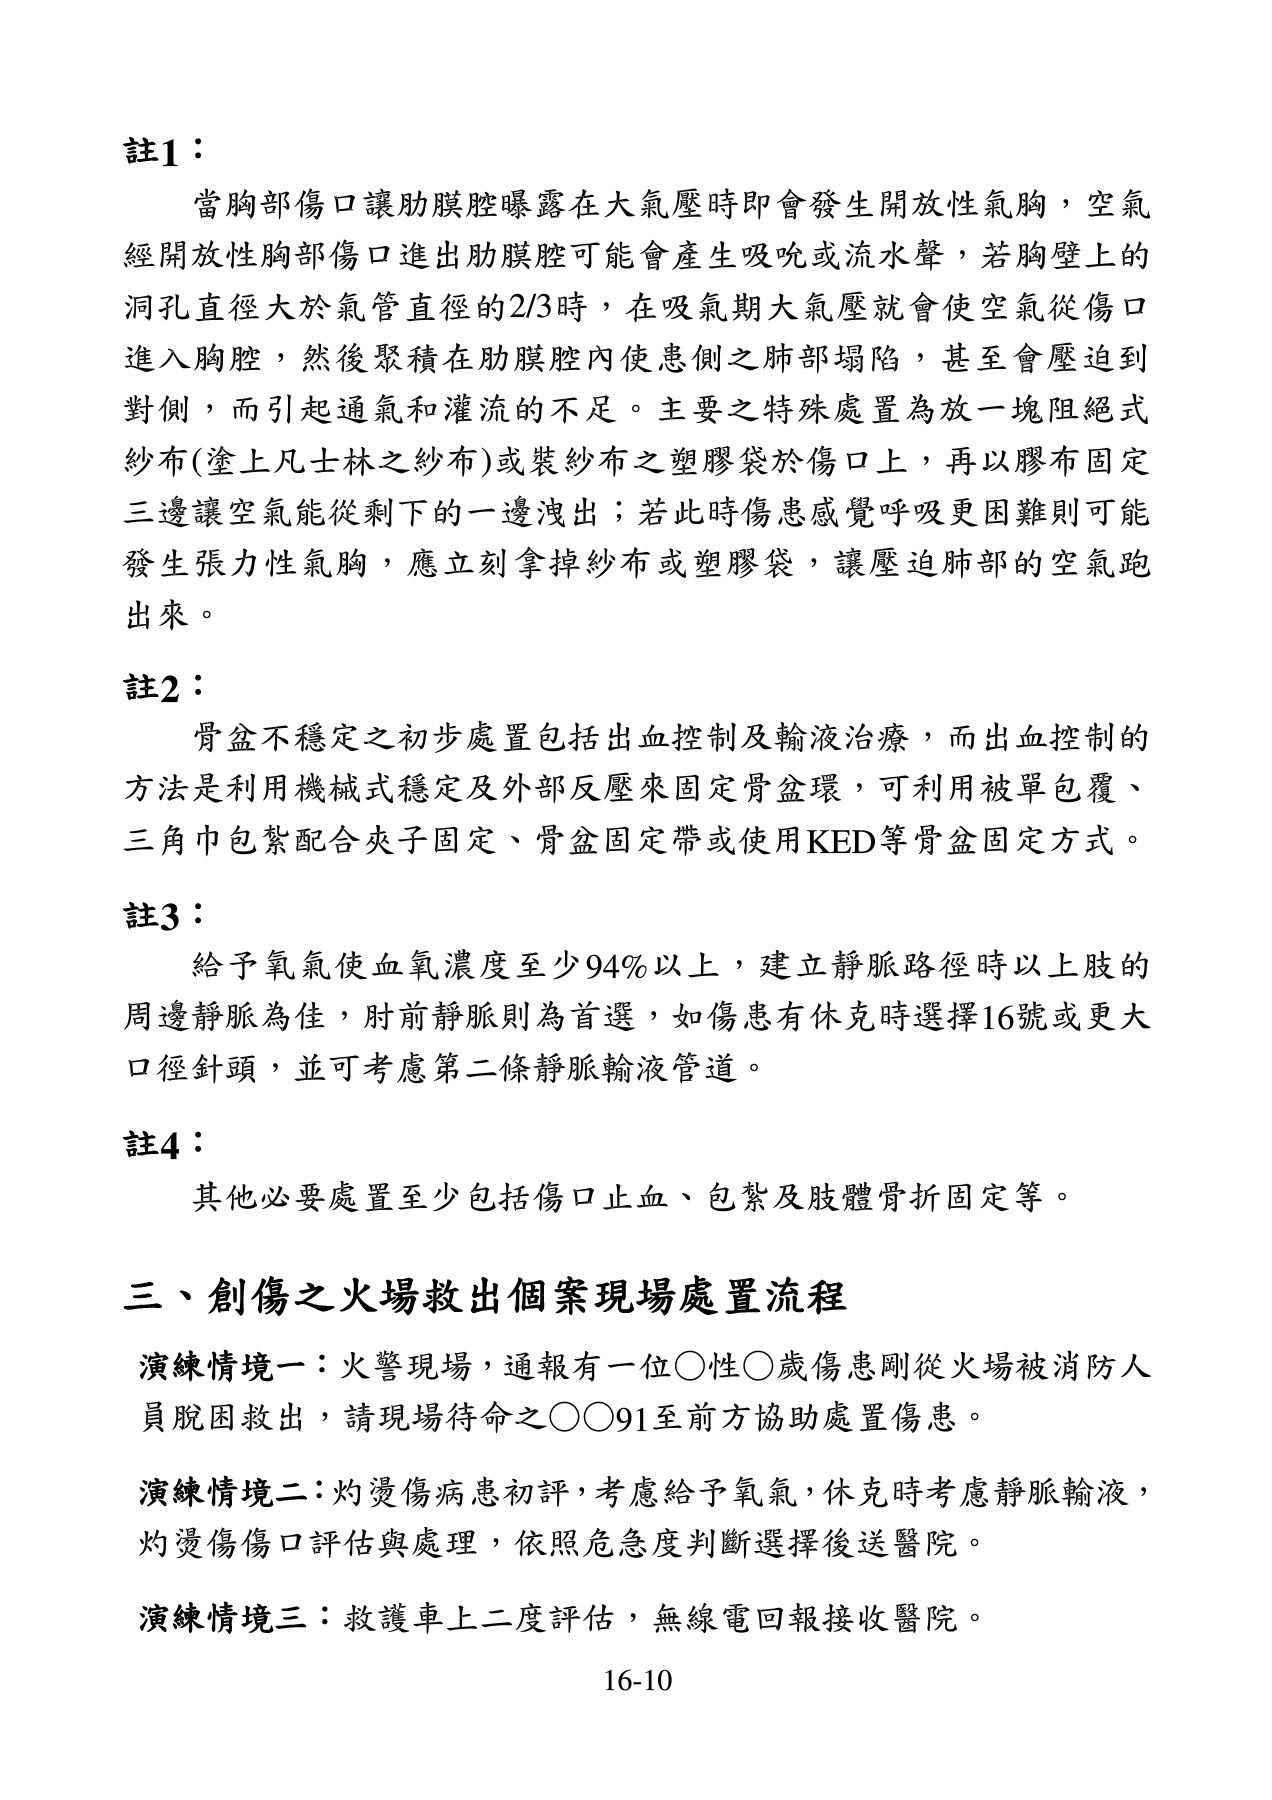 註1：
當胸部傷口讓肋膜腔曝露在大氣壓時即會發生開放性氣胸，空氣
經開放性胸部傷口進出肋膜腔可能會產生吸吮或流水聲，若胸壁上的
洞孔直徑大於氣管直徑的2/3時，在吸氣期大氣壓就會使空氣從傷口
進入胸腔，然後聚積在肋膜腔內使患側之肺部塌陷，甚至會壓迫到
對側，而引起通氣和灌流的不足。主要之特殊處置為放一塊阻絕式
紗布(塗上凡士林之紗布)或裝紗布之塑膠袋於傷口上，再以膠布固定
三邊讓空氣能從剩下的一邊洩出；若此時傷患感覺呼吸更困難則可能
發生張力性氣胸，應立刻拿掉紗布或塑膠袋，讓壓迫肺部的空氣跑
出來。
註2：
骨盆不穩定之初步處置包括出血控制及輸液治療，而出血控制的
方法是利用機械式穩定及外部反壓來固定骨盆環，可利用被單包覆、
三角巾包紮配合夾子固定、骨盆固定帶或使用KED等骨盆固定方式。
註3：
給予氧氣使血氧濃度至少94%以上，建立靜脈路徑時以上肢的
周邊靜脈為佳，肘前靜脈則為首選，如傷患有休克時選擇16號或更大
口徑針頭，並可考慮第二條靜脈輸液管道。
註4：
其他必要處置至少包括傷口止血、包紮及肢體骨折固定等。
三、創傷之火場救出個案現場處置流程
演練情境一：火警現場，通報有一位○性○歲傷患剛從火場被消防人
員脫困救出，請現場待命之○○91至前方協助處置傷患。
演練情境二：灼燙傷病患初評，考慮給予氧氣，休克時考慮靜脈輸液，
灼燙傷傷口評估與處理，依照危急度判斷選擇後送醫院。
演練情境三：救護車上二度評估，無線電回報接收醫院。
16-10